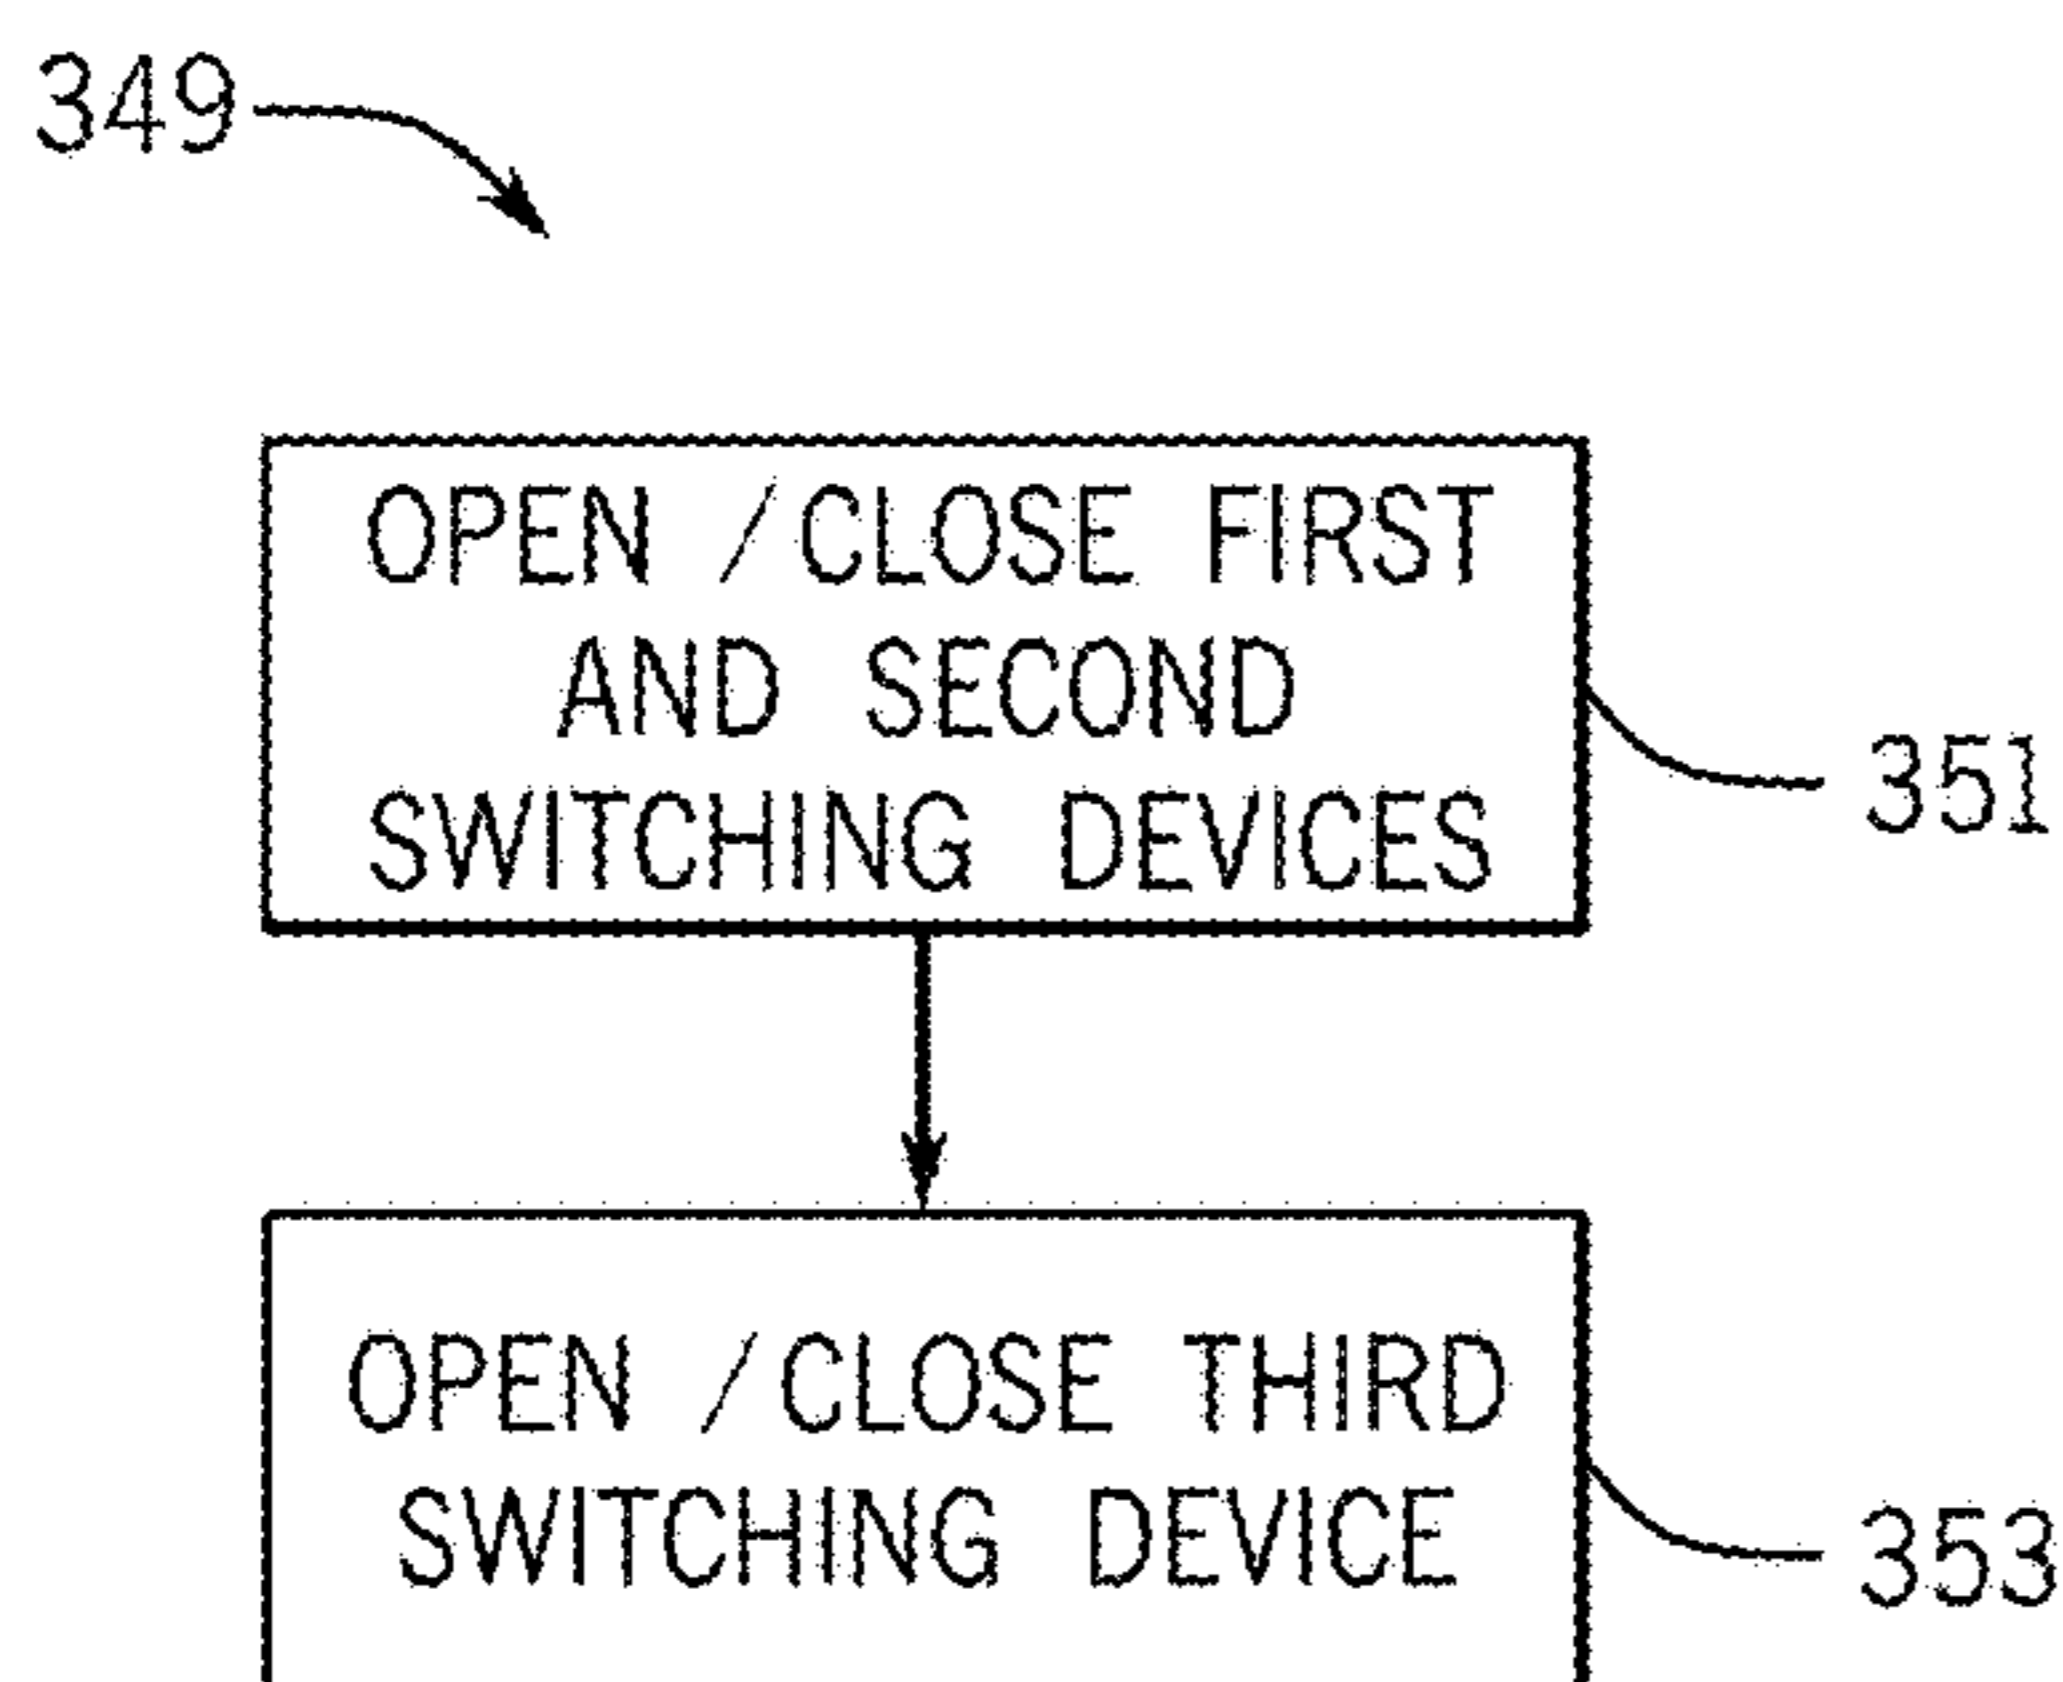 349
OPEN /CLOSE FIRST
AND SECOND
SWITCHING DEVICES
351
OPEN /CLOSE THIRD
SWITCHING DEVICE
353